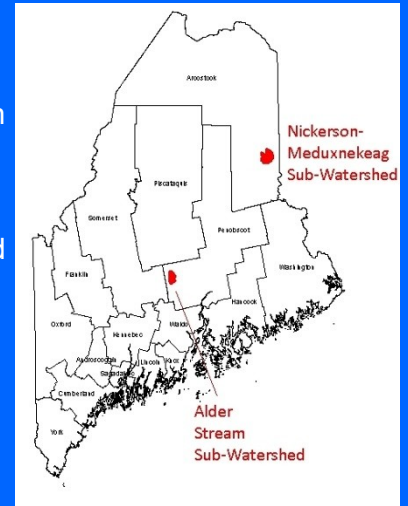 n
d
Aroostook
Nickerson-
Meduxnekeag
Sub-Watershed
Piscataquis
Somerset
Penobscot
Washington
Franklin
Hancock
Oxford
Waldo
Kennebec
Androscoggin
Lincoln
Knox
Sagadahoc
Cumberland
York
Alder
Stream
Sub-Watershed